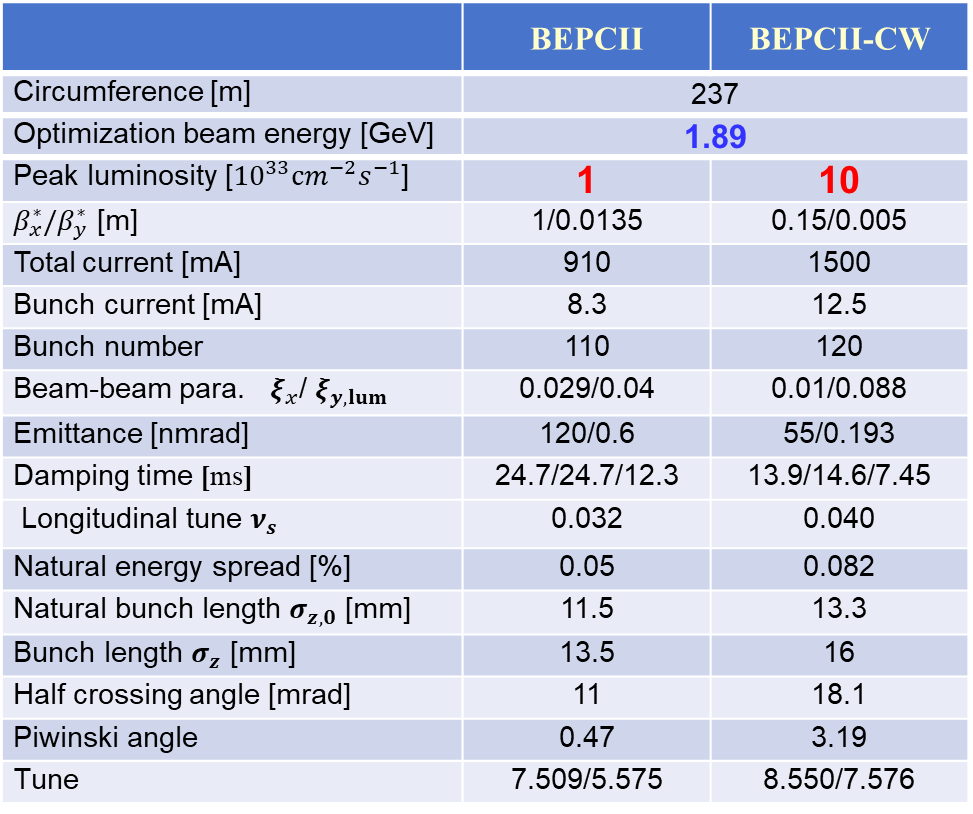 BEPCII BEPCII-CW
Circumference [m] 237
Optimization beam energy [GeV] 1.89
Peak luminosity [10³³cm⁻²s⁻¹] 1 10
βₓ*/βᵧ* [m] 1/0.0135 0.15/0.005
Total current [mA] 910 1500
Bunch current [mA] 8.3 12.5
Bunch number 110 120
Beam-beam para. ξₓ/ ξy,lum 0.029/0.04 0.01/0.088
Emittance [nmrad] 120/0.6 55/0.193
Damping time [ms] 24.7/24.7/12.3 13.9/14.6/7.45
Longitudinal tune νₛ 0.032 0.040
Natural energy spread [%] 0.05 0.082
Natural bunch length σz,0 [mm] 11.5 13.3
Bunch length σz [mm] 13.5 16
Half crossing angle [mrad] 11 18.1
Piwinski angle 0.47 3.19
Tune 7.509/5.575 8.550/7.576